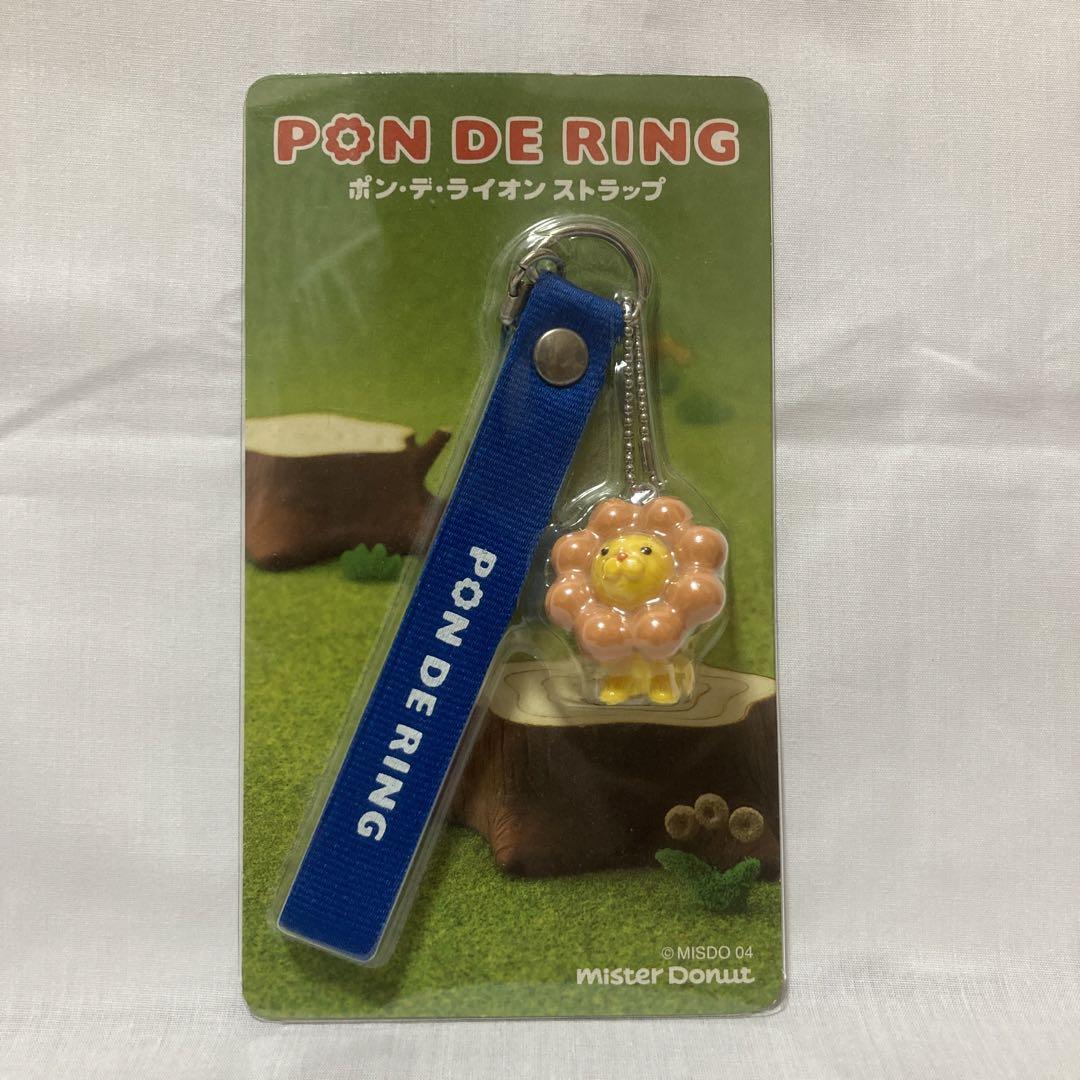 PON DE RING
ポン・デ・ライオン ストラップ
PON DE RING
© MISDO 04
mister Donut